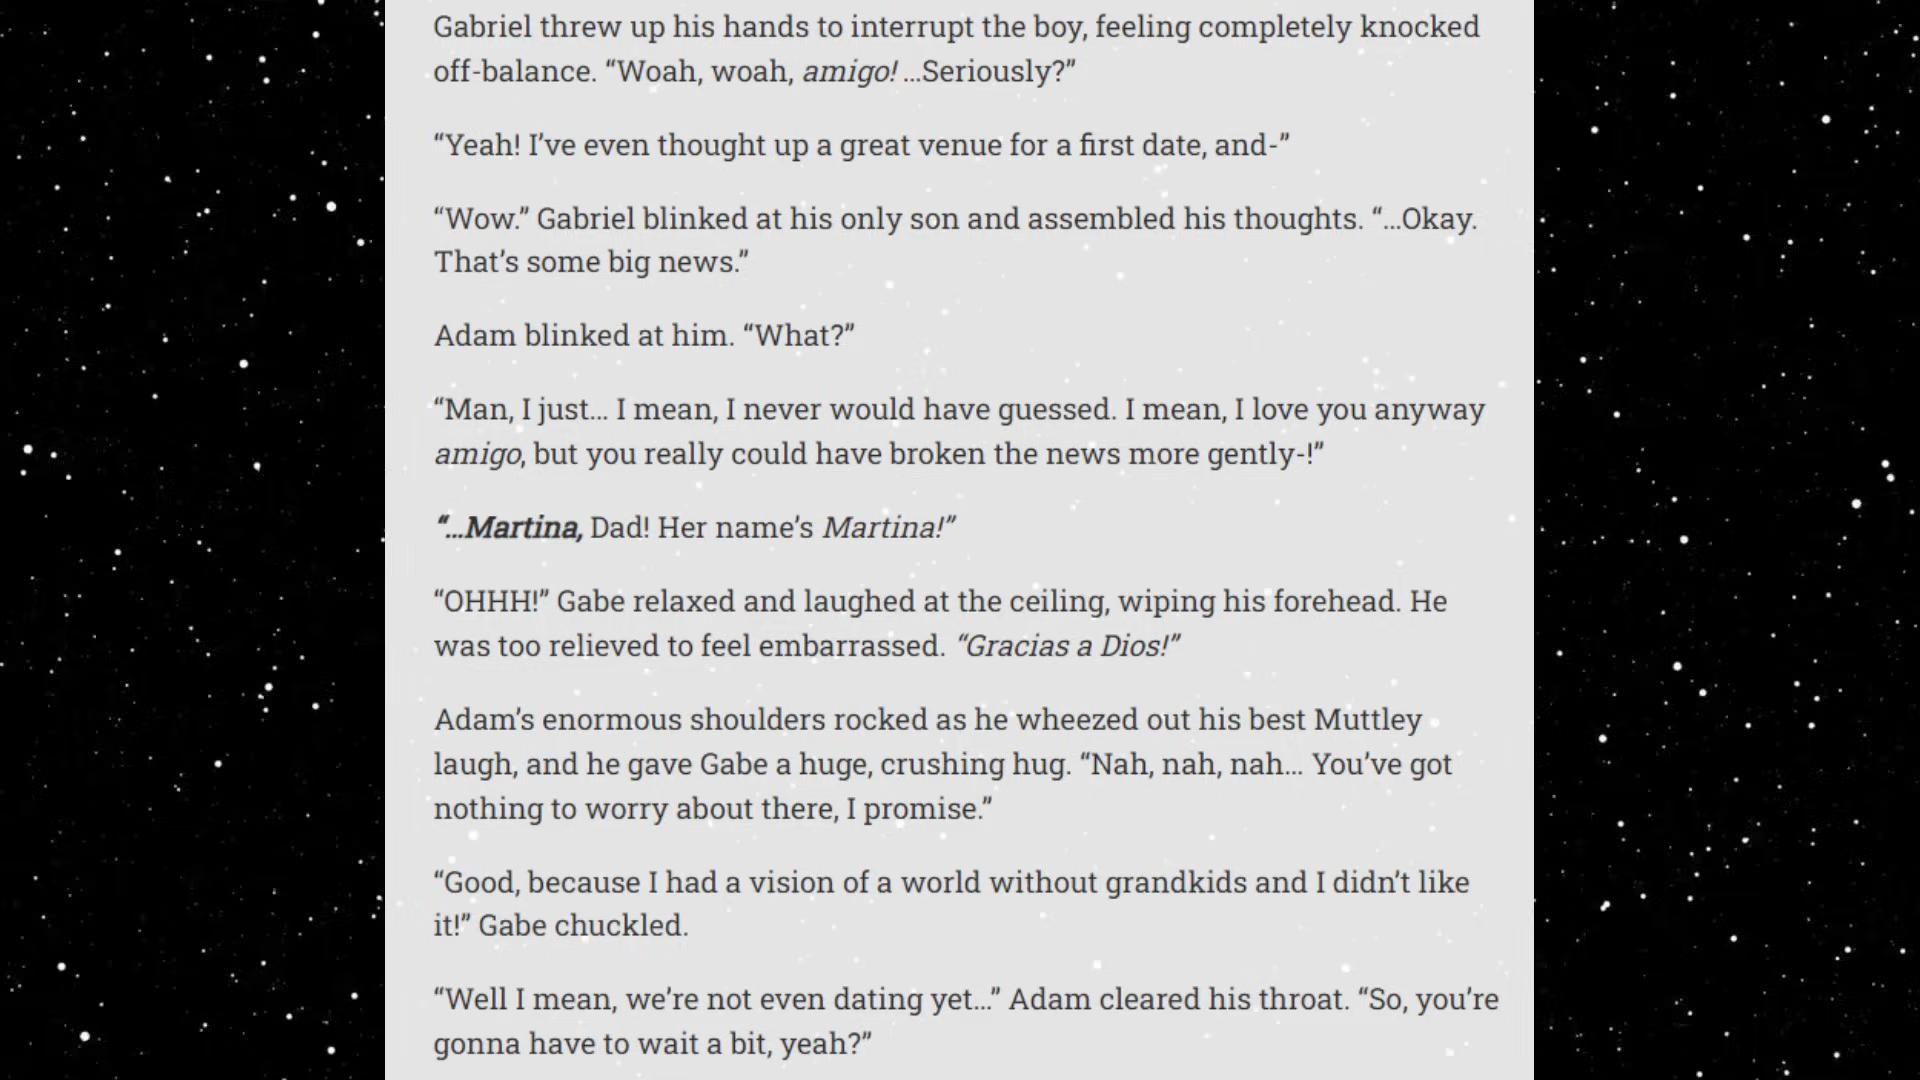 Gabriel threw up his hands to interrupt the boy, feeling completely knocked
off-balance. “Woah, woah, amigo! …Seriously?”
“Yeah! I’ve even thought up a great venue for a first date, and-”
“Wow.” Gabriel blinked at his only son and assembled his thoughts. “…Okay.
That’s some big news.”
Adam blinked at him. “What?”
“Man, I just… I mean, I never would have guessed. I mean, I love you anyway
amigo, but you really could have broken the news more gently-!”
“…Martina, Dad! Her name’s Martina!”
“OHHH!” Gabe relaxed and laughed at the ceiling, wiping his forehead. He
was too relieved to feel embarrassed. “Gracias a Dios!”
Adam’s enormous shoulders rocked as he wheezed out his best Muttley
laugh, and he gave Gabe a huge, crushing hug. “Nah, nah, nah… You’ve got
nothing to worry about there, I promise.”
“Good, because I had a vision of a world without grandkids and I didn’t like
it!” Gabe chuckled.
“Well I mean, we’re not even dating yet…” Adam cleared his throat. “So, you’re
gonna have to wait a bit, yeah?”